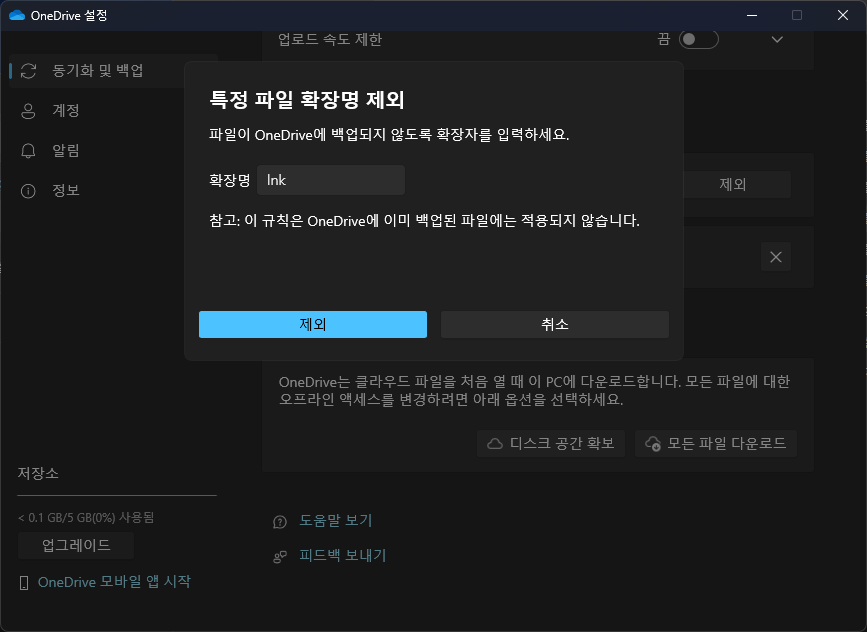 OneDrive 설정
업로드 속도 제한
끔
동기화 및 백업
계정
알림
정보
특정 파일 확장명 제외
파일이 OneDrive에 백업되지 않도록 확장자를 입력하세요.
확장명 lnk
참고: 이 규칙은 OneDrive에 이미 백업된 파일에는 적용되지 않습니다.
제외 취소
제외
OneDrive는 클라우드 파일을 처음 열 때 이 PC에 다운로드합니다. 모든 파일에 대한
오프라인 액세스를 변경하려면 아래 옵션을 선택하세요.
디스크 공간 확보 모든 파일 다운로드
저장소
< 0.1 GB/5 GB(0%) 사용됨
업그레이드
OneDrive 모바일 앱 시작
도움말 보기
피드백 보내기